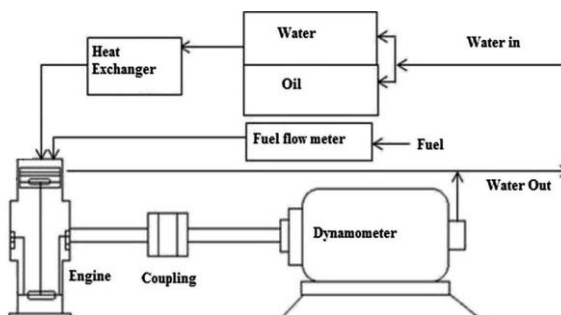 Water
Water in
Heat
Exchanger
Oil
Fuel flow meter
Fuel
Water Out
Dynamometer
Engine
Coupling